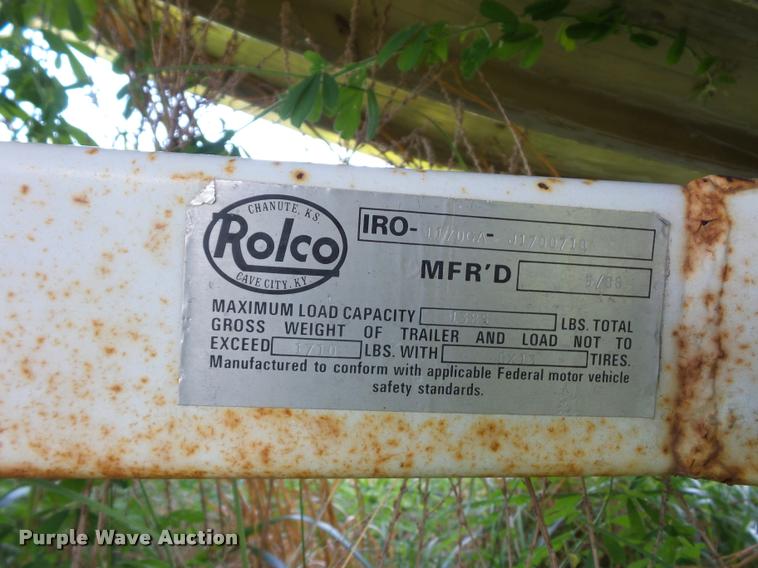 CHANUTE, KS.
Rolco
CAVE CITY, KY.
IRO-
MFR'D
MAXIMUM LOAD CAPACITY LBS. TOTAL
GROSS WEIGHT OF TRAILER AND LOAD NOT TO
EXCEED LBS. WITH TIRES.
Manufactured to conform with applicable Federal motor vehicle
safety standards.
Purple Wave Auction